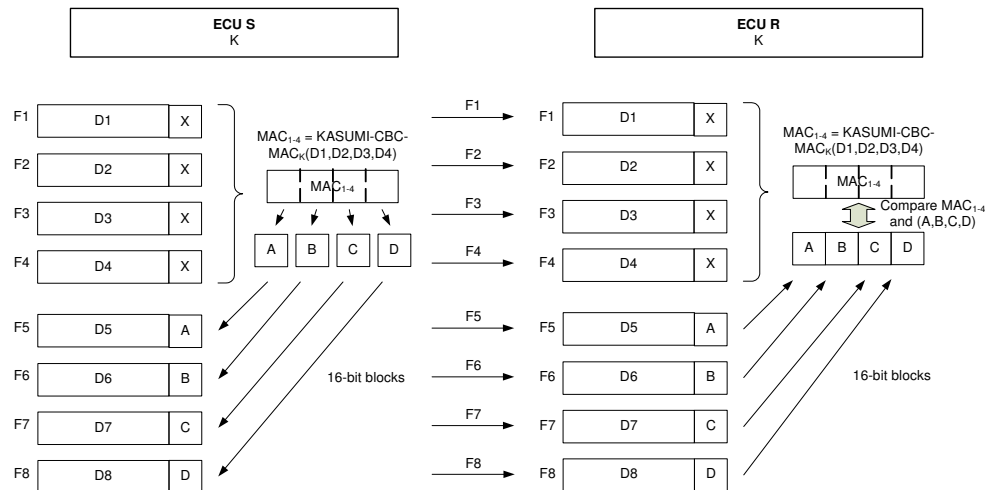 ECU S
K
ECU R
K
F1 D1 X
F2 D2 X
F3 D3 X
F4 D4 X
MAC1-4 = KASUMI-CBC-
MACK(D1,D2,D3,D4)
MAC1-4
A B C D
F5 D5 A
F6 D6 B
F7 D7 C
F8 D8 D
16-bit blocks
F1
F2
F3
F4
F5
F6
F7
F8
F1 D1 X
F2 D2 X
F3 D3 X
F4 D4 X
MAC1-4 = KASUMI-CBC-
MACK(D1,D2,D3,D4)
MAC1-4
Compare MAC1-4
and (A,B,C,D)
A B C D
F5 D5 A
F6 D6 B
F7 D7 C
F8 D8 D
16-bit blocks